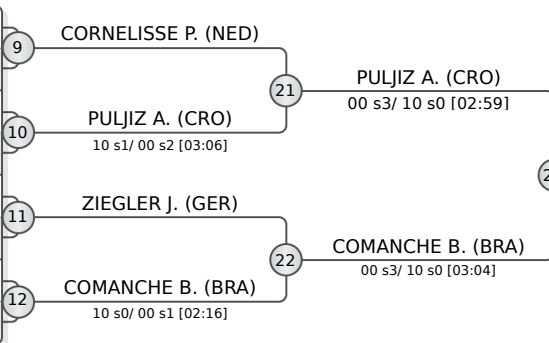 CORNELISSE P. (NED)
9
21
PULJIZ A. (CRO)
00 s3/ 10 s0 [02:59]
PULJIZ A. (CRO)
10
10 s1/ 00 s2 [03:06]
ZIEGLER J. (GER)
11
22
COMANCHE B. (BRA)
00 s3/ 10 s0 [03:04]
COMANCHE B. (BRA)
12
10 s0/ 00 s1 [02:16]